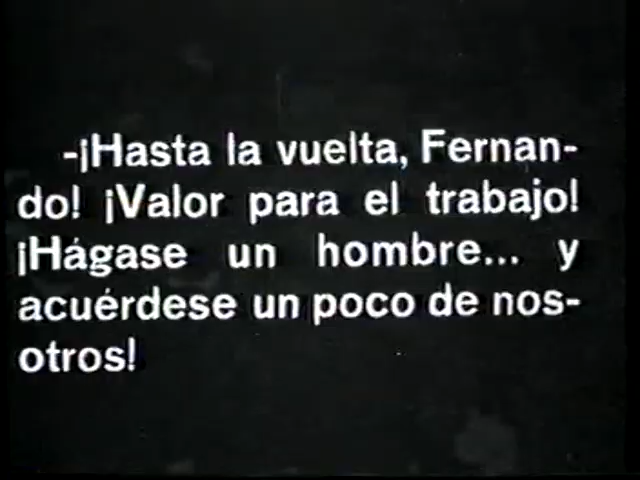 -¡Hasta la vuelta, Fernan-
do! ¡Valor para el trabajo!
¡Hágase un hombre... y
acuérdese un poco de nos-
otros!